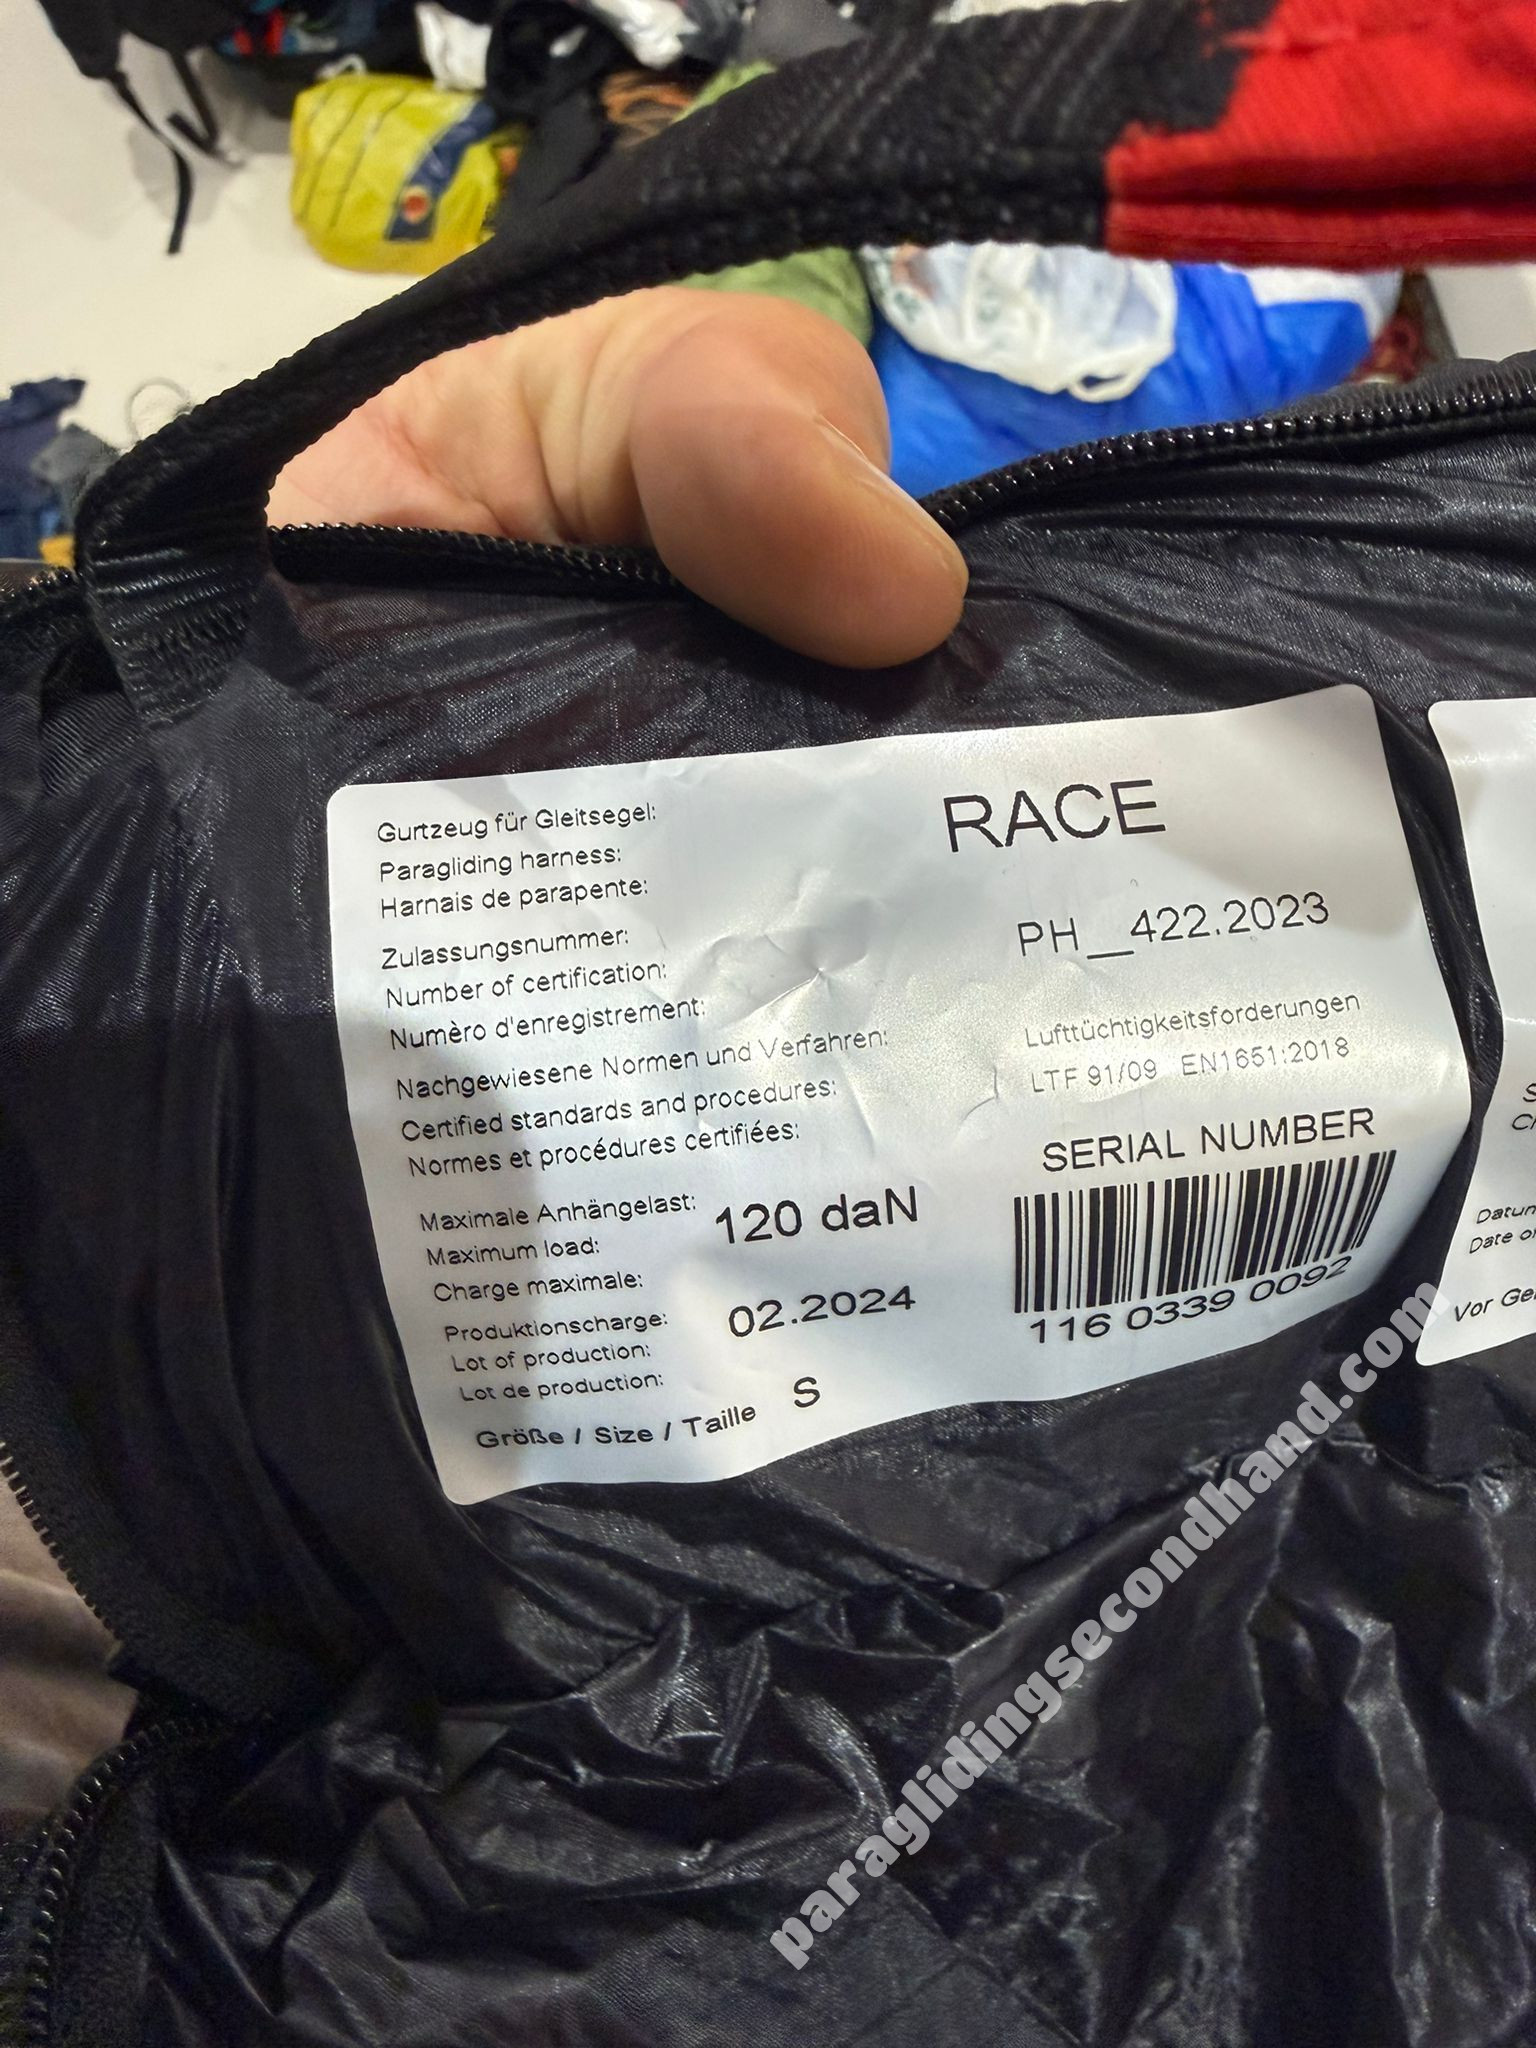 Gurtzeug für Gleitsegel:
Paragliding harness:
Harnais de parapente:
RACE
Zulassungsnummer:
Number of certification:
Numèro d'enregistrement:
PH__422.2023
Nachgewiesene Normen und Verfahren:
Certified standards and procedures:
Normes et procédures certifiées:
Lufttüchtigkeitsforderungen
LTF 91/09 EN1651:2018
Maximale Anhängelast:
Maximum load:
Charge maximale:
120 daN
SERIAL NUMBER
116 0339 0092
Produktionscharge:
Lot of production:
Lot de production:
02.2024
Größe / Size / Taille S
Date
Vor
paraglidingsecondhand.com